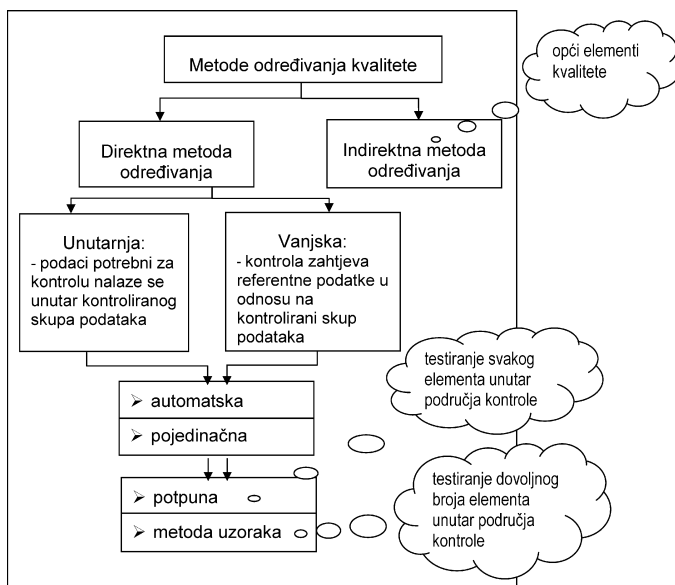 Metode određivanja kvalitete
opći elementi
kvalitete
Direktna metoda
određivanja
Indirektna metoda
određivanja
Unutarnja:
- podaci potrebni za
kontrolu nalaze se
unutar kontroliranog
skupa podataka
Vanjska:
- kontrola zahtjeva
referentne podatke u
odnosu na
kontrolirani skup
podataka
testiranje svakog
elementa unutar
područja kontrole
➢ automatska
➢ pojedinačna
➢ potpuna
➢ metoda uzoraka
testiranje dovoljnog
broja elementa
unutar područja
kontrole